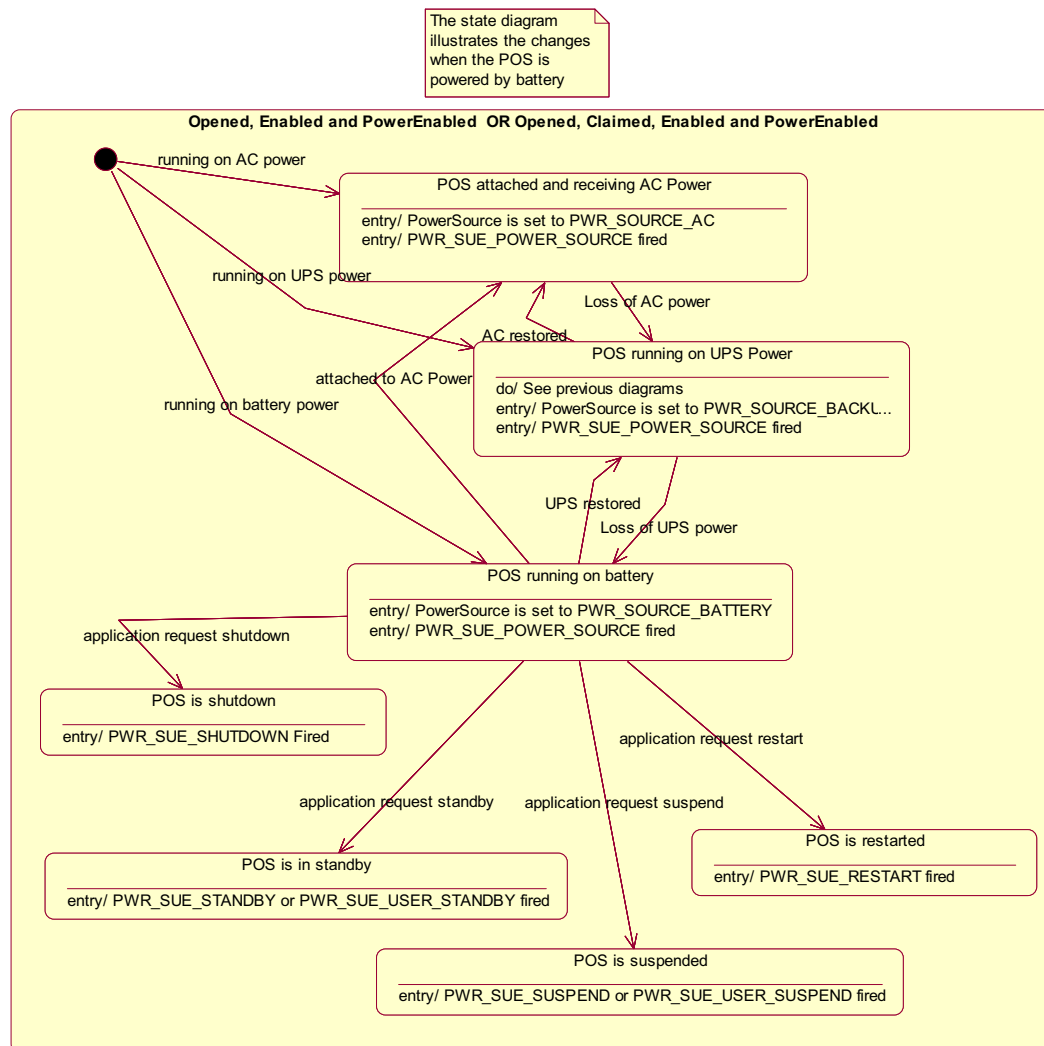 The state diagram
illustrates the changes
when the POS is
powered by battery
Opened, Enabled and PowerEnabled OR Opened, Claimed, Enabled and PowerEnabled
running on AC power
POS attached and receiving AC Power
entry/ PowerSource is set to PWR_SOURCE_AC
entry/ PWR_SUE_POWER_SOURCE fired
running on UPS power
Loss of AC power
AC restored
POS running on UPS Power
attached to AC Power
do/ See previous diagrams
entry/ PowerSource is set to PWR_SOURCE_BACKU...
entry/ PWR_SUE_POWER_SOURCE fired
running on battery power
UPS restored
Loss of UPS power
POS running on battery
entry/ PowerSource is set to PWR_SOURCE_BATTERY
entry/ PWR_SUE_POWER_SOURCE fired
application request shutdown
POS is shutdown
entry/ PWR_SUE_SHUTDOWN Fired
application request restart
application request standby
application request suspend
POS is restarted
entry/ PWR_SUE_RESTART fired
POS is in standby
entry/ PWR_SUE_STANDBY or PWR_SUE_USER_STANDBY fired
POS is suspended
entry/ PWR_SUE_SUSPEND or PWR_SUE_USER_SUSPEND fired